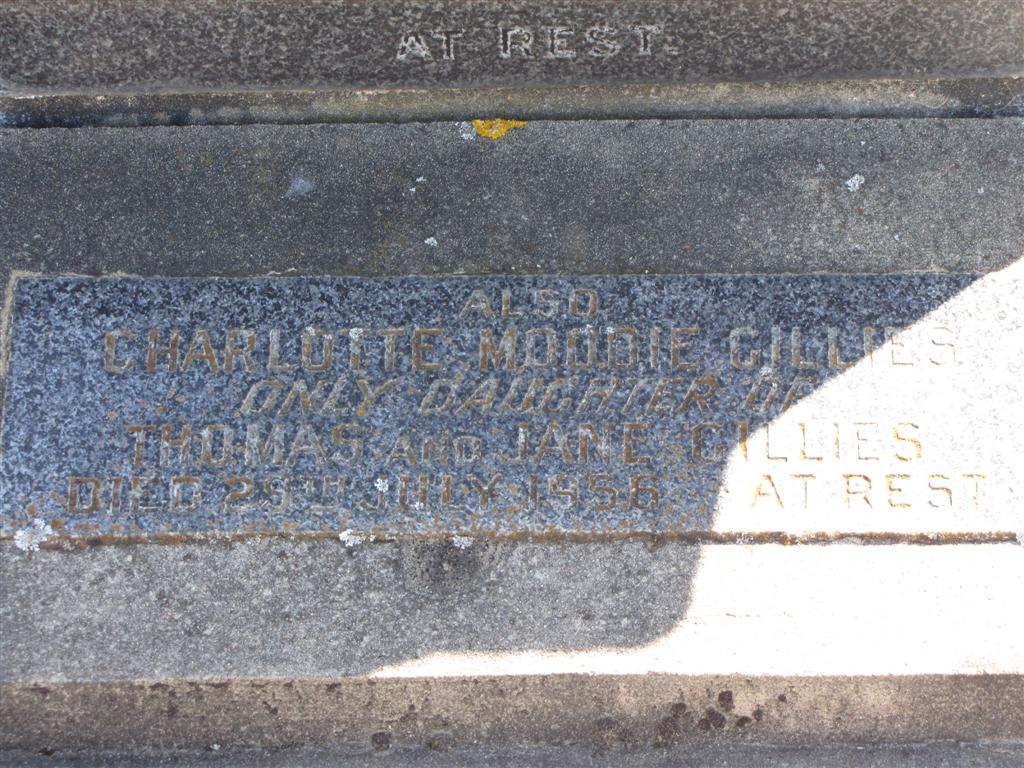 AT REST.
ALSO
CHARLOTTE MOODIE GILLIES
ONLY DAUGHTER OF
THOMAS AND JANE GILLIES
DIED 29TH JULY 1956 AT REST